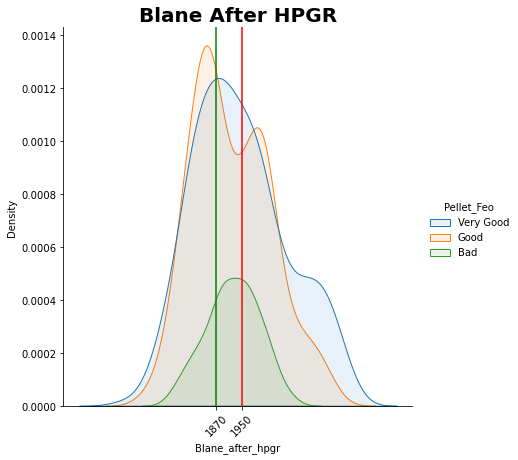 Blane After HPGR
0.0014
0.0012
0.0010
0.0008
0.0006
0.0004
0.0002
0.0000
Density
1870
1950
Blane_after_hpgr
Pellet_Feo
Very Good
Good
Bad